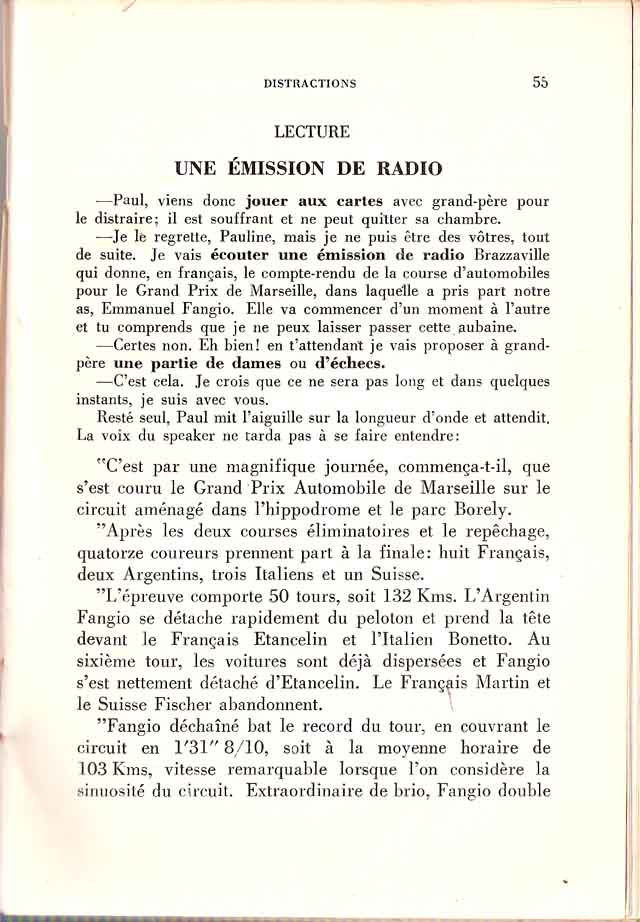 DISTRACTIONS 55
LECTURE
UNE ÉMISSION DE RADIO
—Paul, viens donc jouer aux cartes avec grand-père pour
le distraire; il est souffrant et ne peut quitter sa chambre.
—Je le regrette, Pauline, mais je ne puis être des vôtres, tout
de suite. Je vais écouter une émission de radio Brazzaville
qui donne, en français, le compte-rendu de la course d'automobiles
pour le Grand Prix de Marseille, dans laquelle a pris part notre
as, Emmanuel Fangio. Elle va commencer d'un moment à l'autre
et tu comprends que je ne peux laisser passer cette aubaine.
—Certes non. Eh bien! en t'attendant je vais proposer à grand-
père une partie de dames ou d'échecs.
—C'est cela. Je crois que ce ne sera pas long et dans quelques
instants, je suis avec vous.
Resté seul, Paul mit l'aiguille sur la longueur d'onde et attendit.
La voix du speaker ne tarda pas à se faire entendre:
"C'est par une magnifique journée, commença-t-il, que
s'est couru le Grand Prix Automobile de Marseille sur le
circuit aménagé dans l'hippodrome et le parc Borely.
"Après les deux courses éliminatoires et le repêchage,
quatorze coureurs prennent part à la finale: huit Français,
deux Argentins, trois Italiens et un Suisse.
"L'épreuve comporte 50 tours, soit 132 Kms. L'Argentin
Fangio se détache rapidement du peloton et prend la tête
devant le Français Etancelin et l'Italien Bonetto. Au
sixième tour, les voitures sont déjà dispersées et Fangio
s'est nettement détaché d'Etancelin. Le Français Martin et
le Suisse Fischer abandonnent.
"Fangio déchaîné bat le record du tour, en couvrant le
circuit en 1'31" 8/10, soit à la moyenne horaire de
103 Kms, vitesse remarquable lorsque l'on considère la
sinuosité du circuit. Extraordinaire de brio, Fangio double